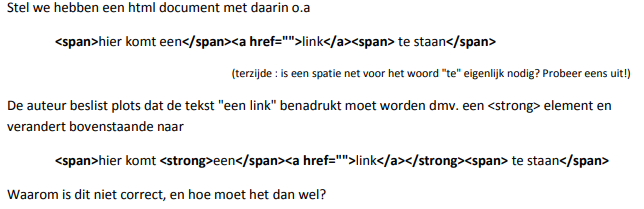 Stel we hebben een html document met daarin o.a
<span>hier komt een</span><a href="">link</a><span> te staan</span>
(terzijde : is een spatie net voor het woord "te" eigenlijk nodig? Probeer eens uit!)
De auteur beslist plots dat de tekst "een link" benadrukt moet worden dmv. een <strong> element en
verandert bovenstaande naar
<span>hier komt <strong>een</span><a href="">link</a></strong><span> te staan</span>
Waarom is dit niet correct, en hoe moet het dan wel?